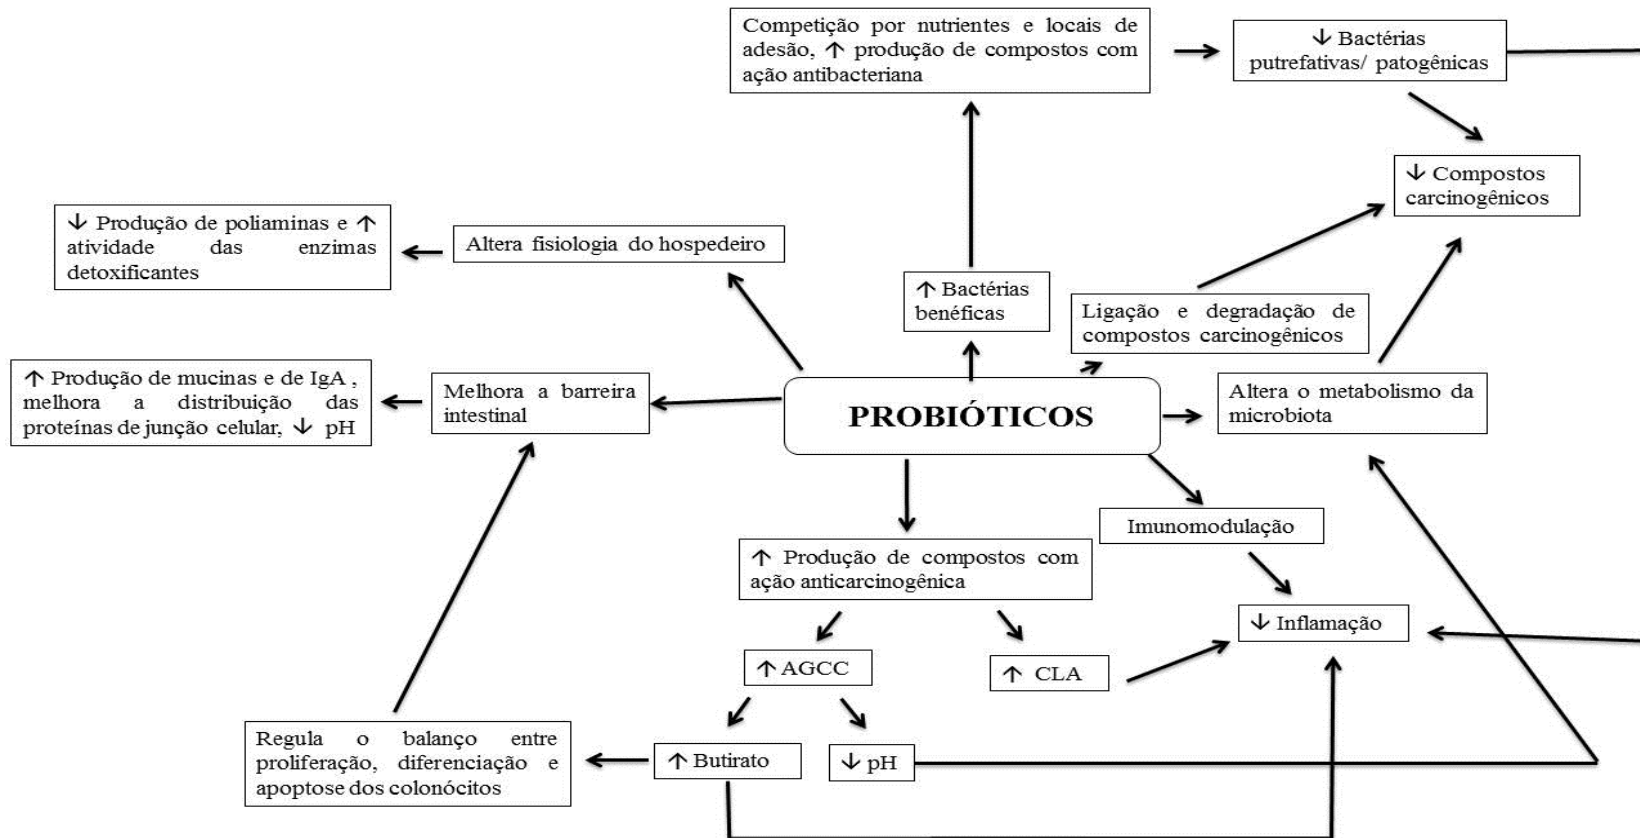 Competição por nutrientes e locais de
adesão, ↑ produção de compostos com
ação antibacteriana
↓ Bactérias
putrefativas/ patogênicas
↓ Compostos
carcinogênicos
↓ Produção de poliaminas e ↑
atividade das enzimas
detoxificantes
Altera fisiologia do hospedeiro
↑ Bactérias
benéficas
Ligação e degradação de
compostos carcinogênicos
↑ Produção de mucinas e de IgA ,
melhora a distribuição das
proteínas de junção celular, ↓ pH
Melhora a barreira
intestinal
PROBIÓTICOS
Altera o metabolismo da
microbiota
Imunomodulação
↑ Produção de compostos com
ação anticarcinogênica
↓ Inflamação
↑ AGCC
↑ CLA
Regula o balanço entre
proliferação, diferenciação e
apoptose dos colonócitos
↑ Butirato
↓ pH